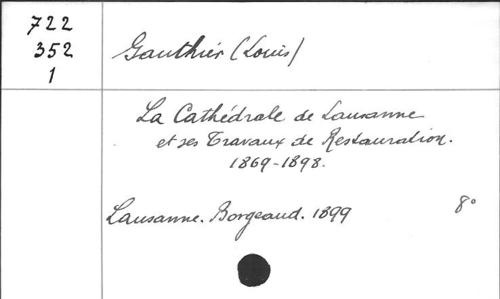 722
352
1
Gauthier (Louis)
La Cathédrale de Lausanne
et ses Travaux de Restauration.
1869-1898.
Lausanne. Borgeaud. 1899 8°